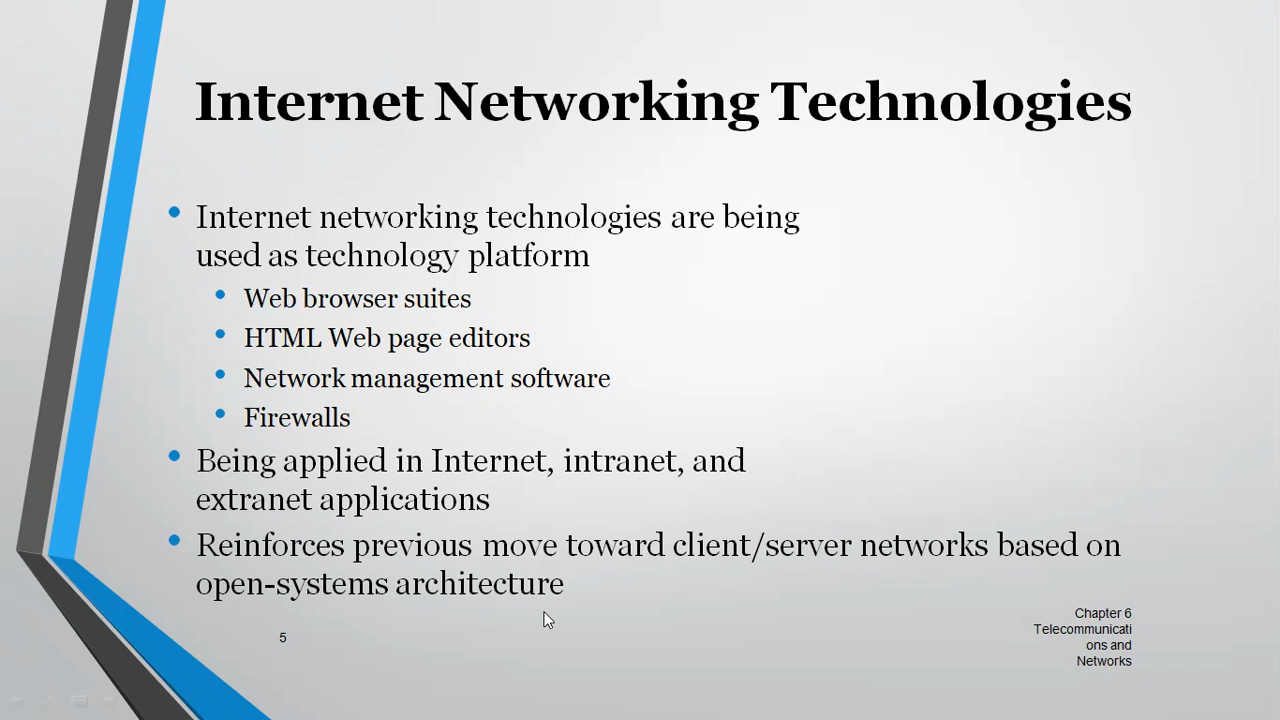 Internet Networking Technologies
Internet networking technologies are being
used as technology platform
Web browser suites
HTML Web page editors
Network management software
Firewalls
Being applied in Internet, intranet, and
extranet applications
Reinforces previous move toward client/server networks based on
open-systems architecture
5
Chapter 6
Telecommunicati
ons and
Networks